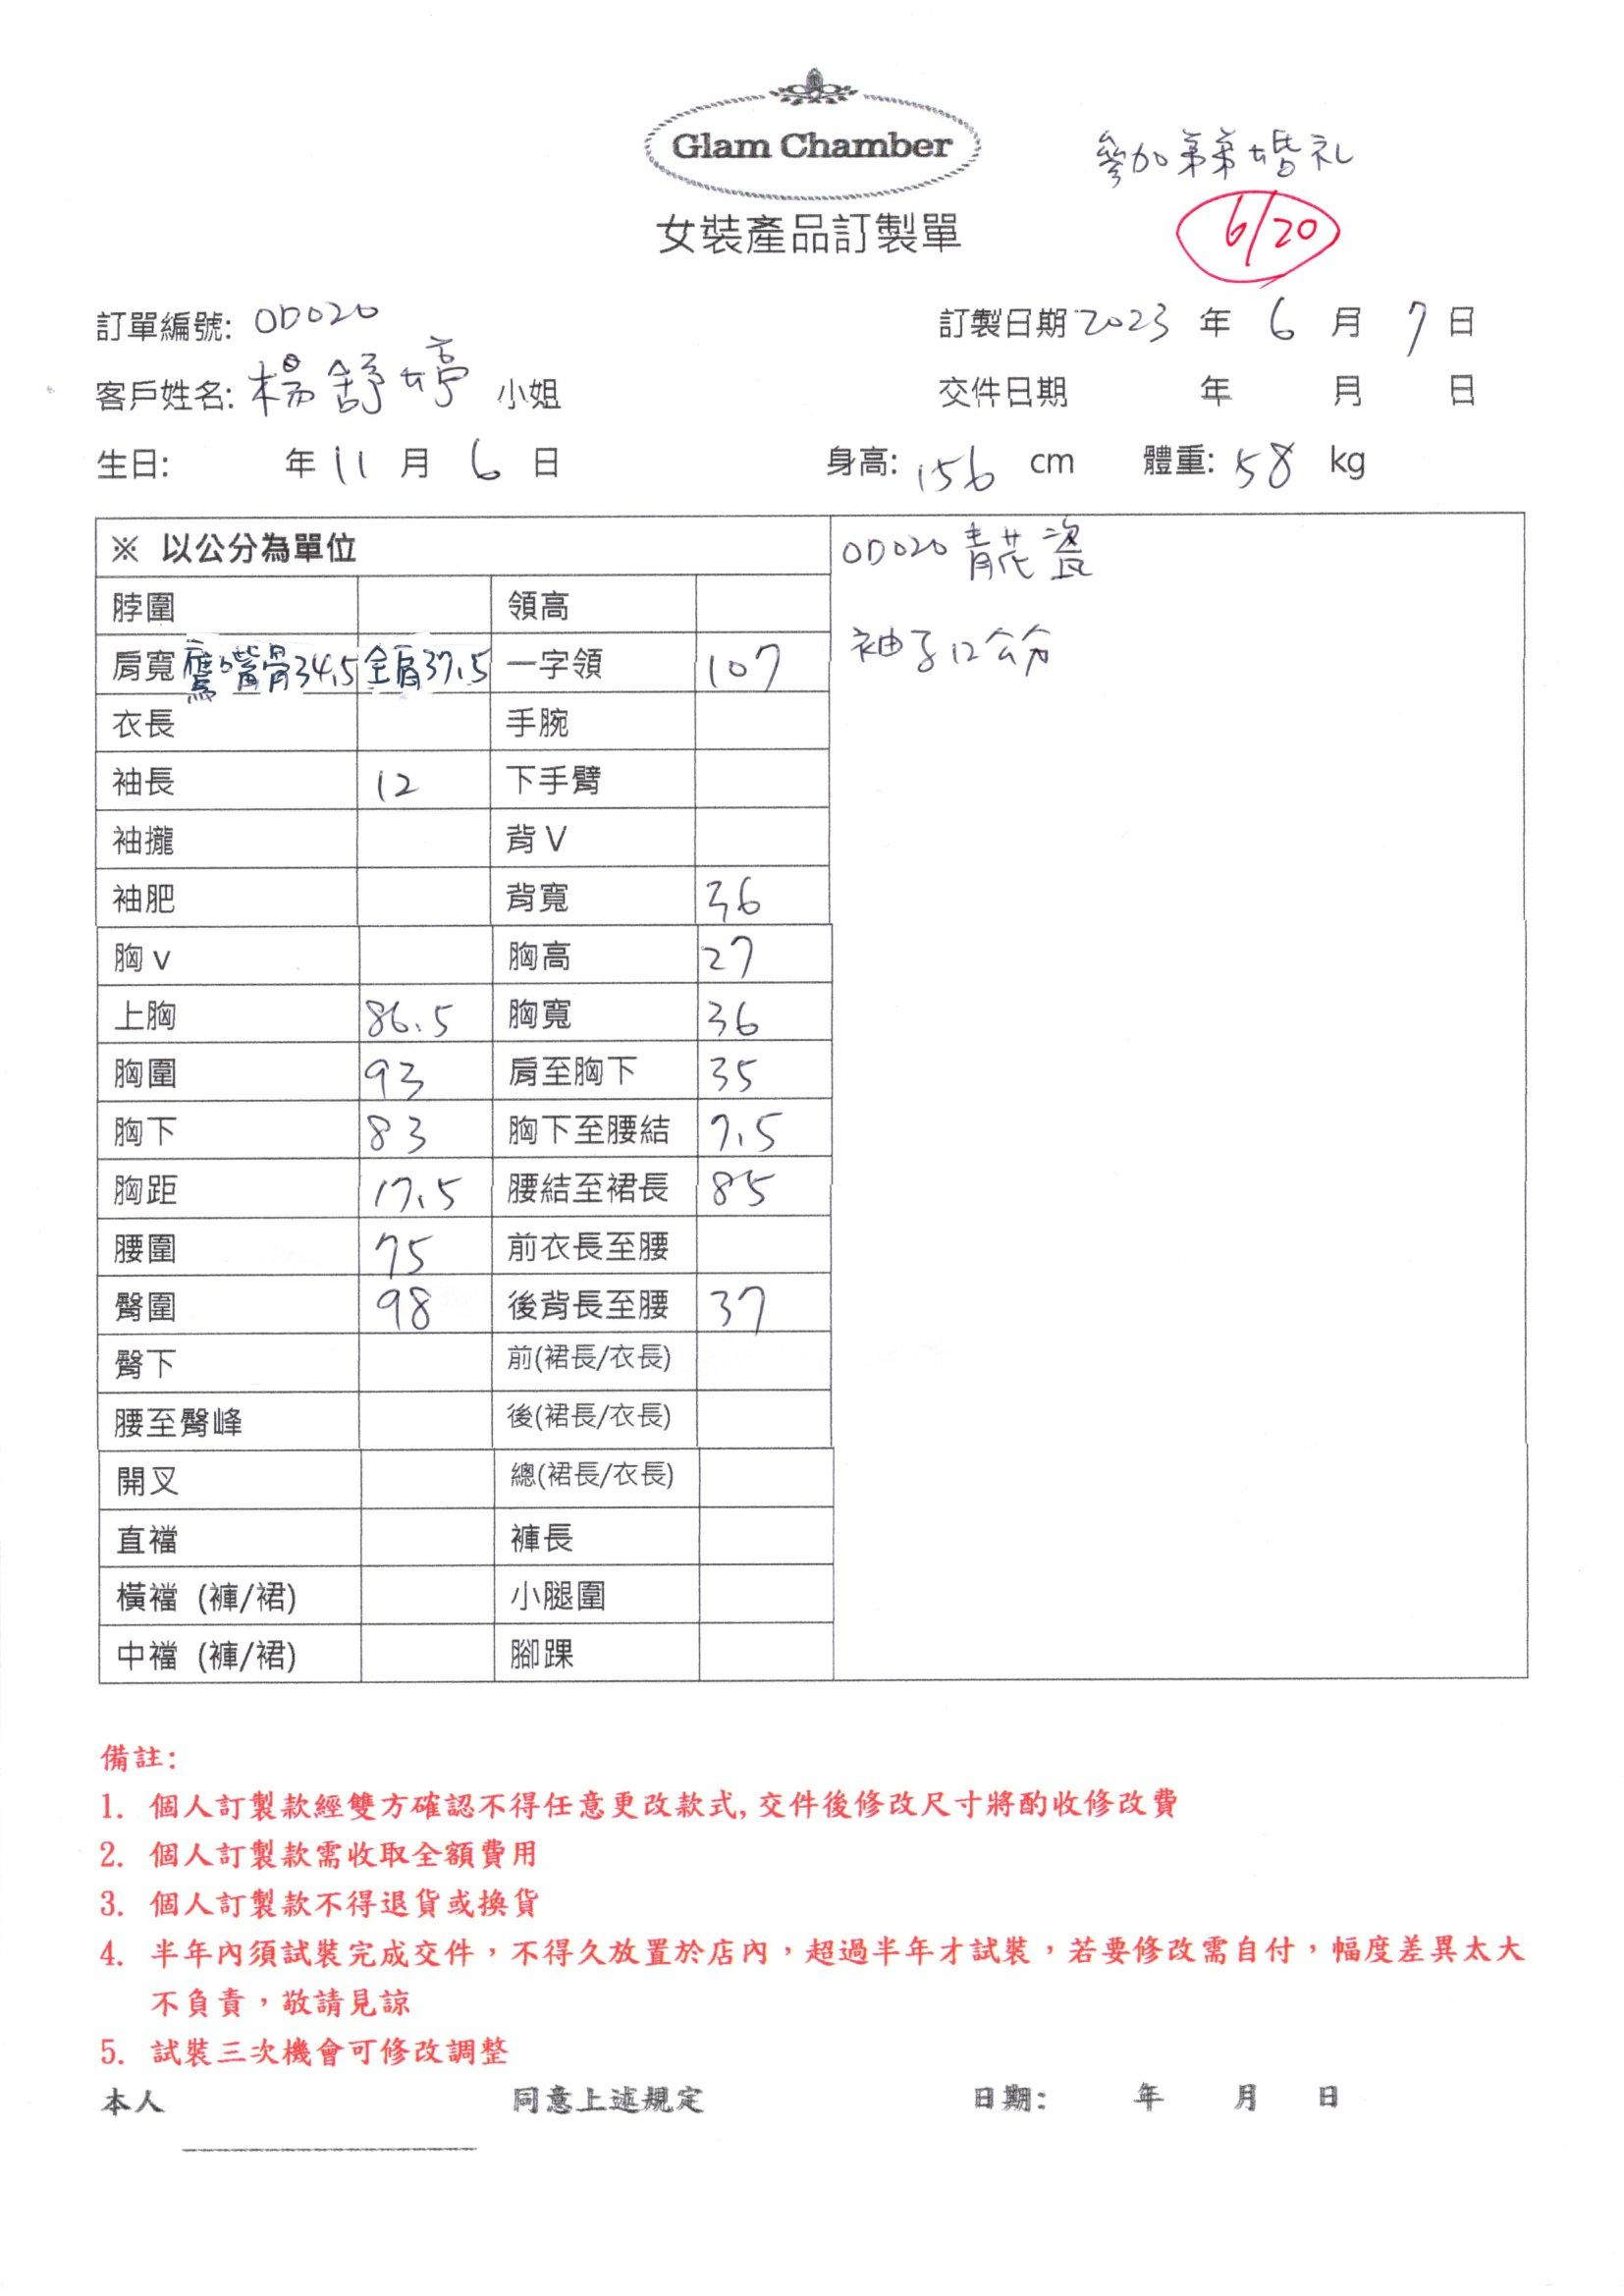 Glam Chamber
參加弟弟婚礼
女裝產品訂製單
6/20
訂單編號: OD020
訂製日期 2023 年 6 月 7 日
客戶姓名: 楊舒婷 小姐
交件日期 年 月 日
生日: 年 11 月 6 日
身高: 156 cm 體重: 58 kg
※ 以公分為單位
OD020 青花瓷
脖圍 領高
肩寬 鷹嘴骨34.5 全肩37.5 一字領 107
袖子12公分
衣長 手腕
袖長 12 下手臂
袖攏 背 V
袖肥 背寬 36
胸 v 胸高 27
上胸 86.5 胸寬 36
胸圍 93 肩至胸下 35
胸下 83 胸下至腰結 7.5
胸距 17.5 腰結至裙長 85
腰圍 75 前衣長至腰
臀圍 98 後背長至腰 37
臀下 前(裙長/衣長)
腰至臀峰 後(裙長/衣長)
開叉 總(裙長/衣長)
直襠 褲長
橫襠 (褲/裙) 小腿圍
中襠 (褲/裙) 腳踝
備註:
1. 個人訂製款經雙方確認不得任意更改款式,交件後修改尺寸將酌收修改費
2. 個人訂製款需收取全額費用
3. 個人訂製款不得退貨或換貨
4. 半年內須試裝完成交件，不得久放置於店內，超過半年才試裝，若要修改需自付，幅度差異太大
不負責，敬請見諒
5. 試裝三次機會可修改調整
本人 同意上述規定 日期: 年 月 日